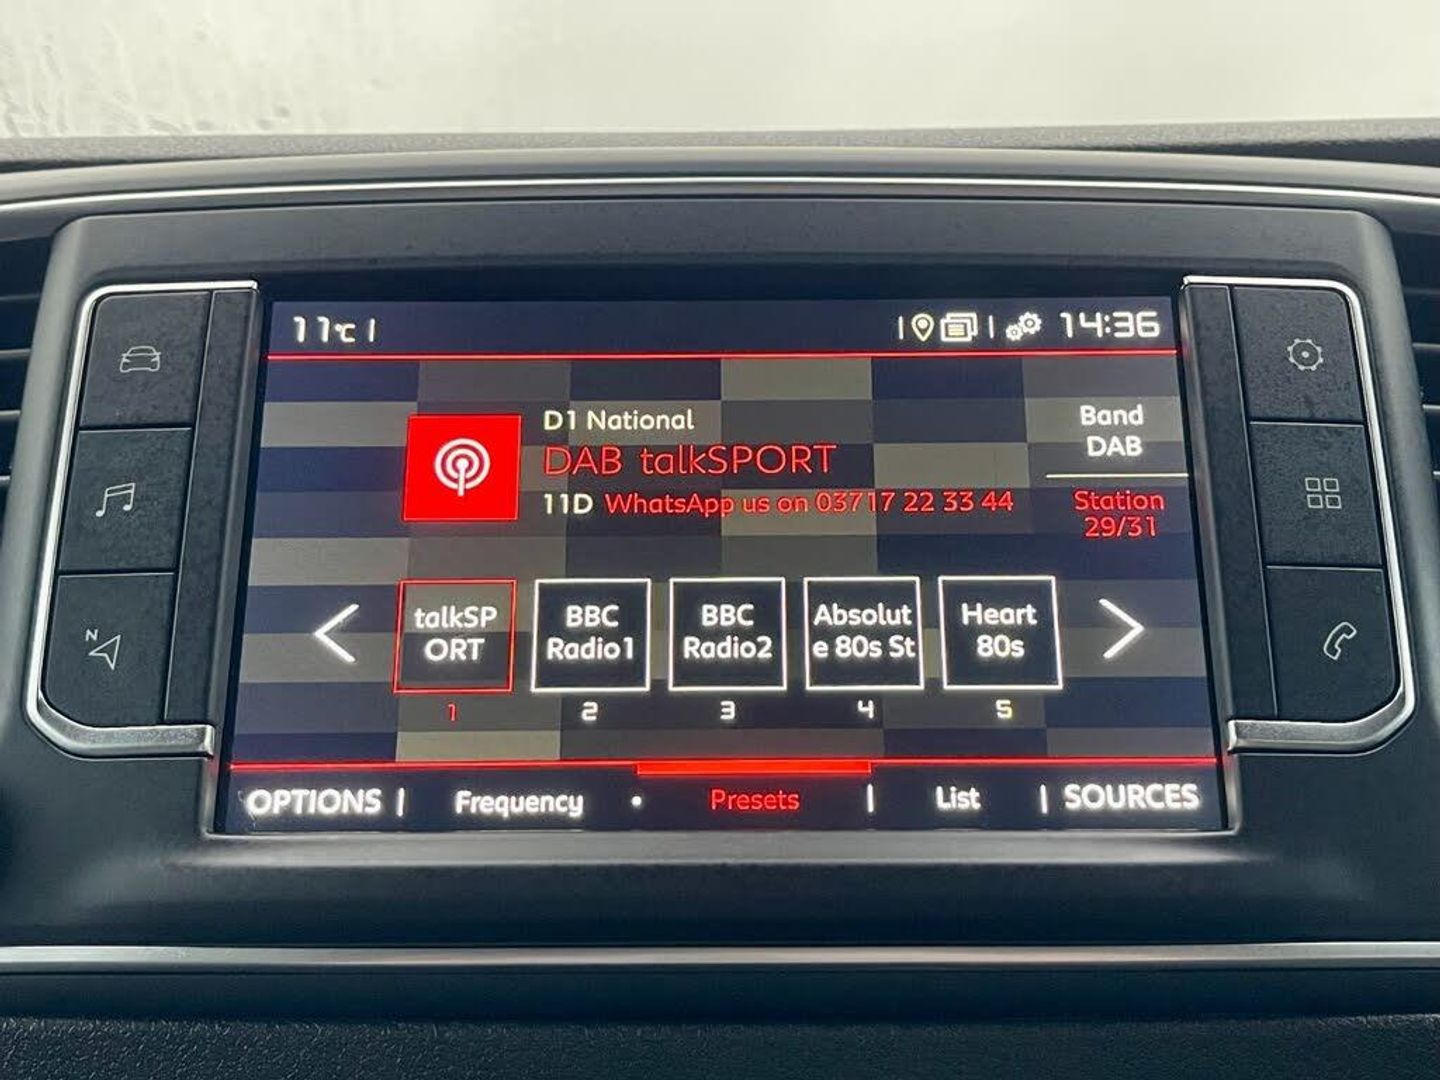 11°C
14:36
D1 National
DAB talkSPORT
11D WhatsApp us on 03717 22 33 44
Band
DAB
Station
29/31
talkSP
ORT
BBC
Radio1
BBC
Radio2
Absolut
e 80s St
Heart
80s
1
2
3
4
5
OPTIONS
Frequency
Presets
List
SOURCES
N